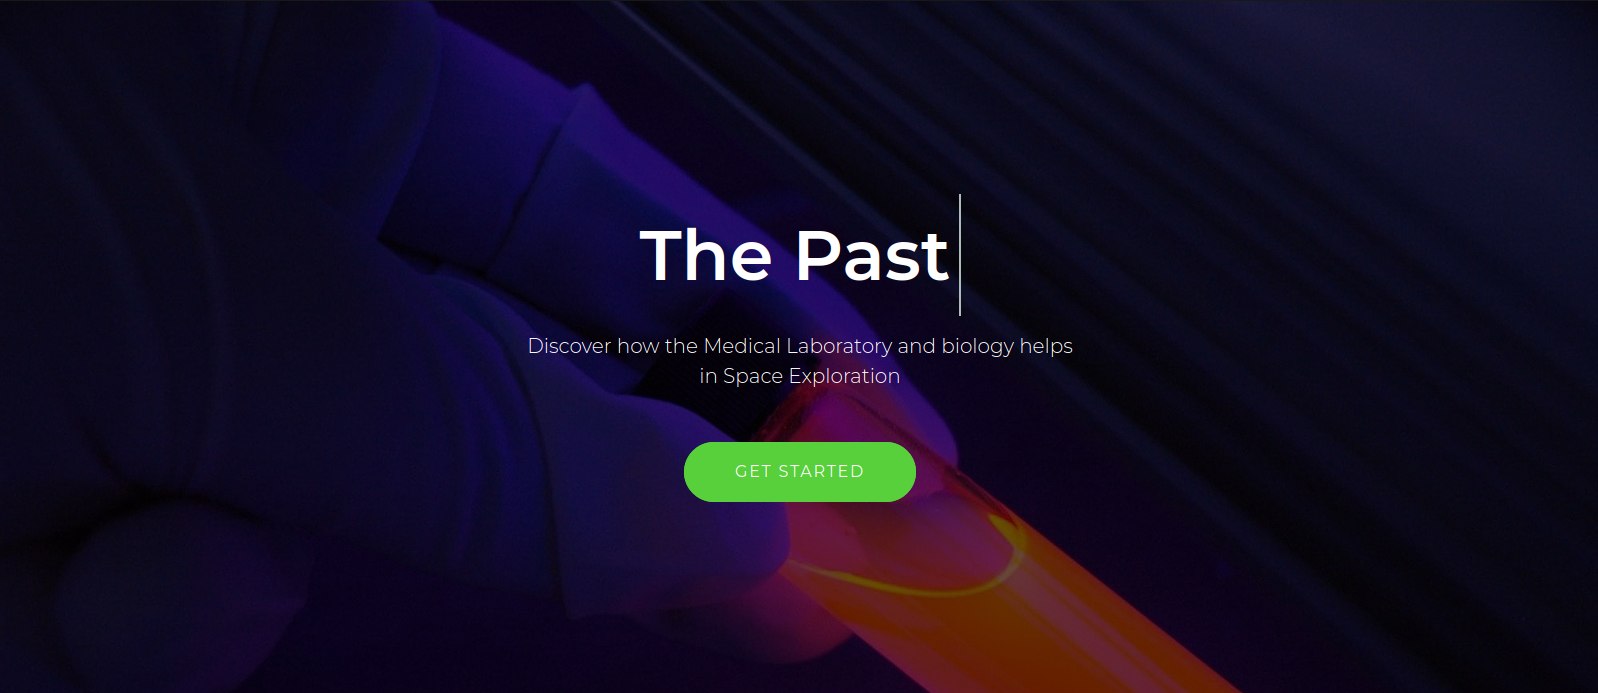 The Past
Discover how the Medical Laboratory and biology helps
in Space Exploration
GET STARTED